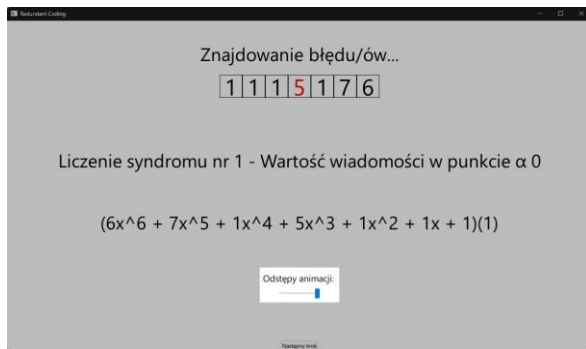 Redundant Coding
Znajdowanie błędu/ów...
1 1 1 5 1 7 6
Liczenie syndromu nr 1 - Wartość wiadomości w punkcie α 0
(6x^6 + 7x^5 + 1x^4 + 5x^3 + 1x^2 + 1x + 1)(1)
Odstępy animacji:
Następny krok